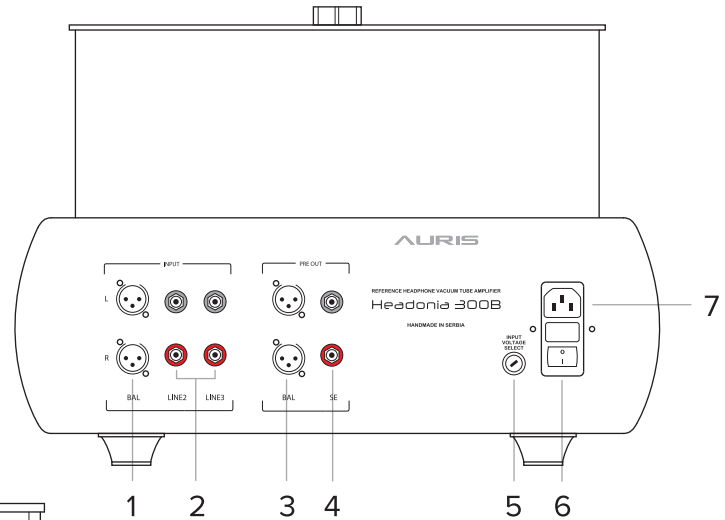 AURIS
INPUT
PRE OUT
L
REFERENCE HEADPHONE VACUUM TUBE AMPLIFIER
Headonia 300B
HANDMADE IN SERBIA
7
INPUT
VOLTAGE
SELECT
R
BAL LINE2 LINE3 BAL SE
1 2 3 4 5 6